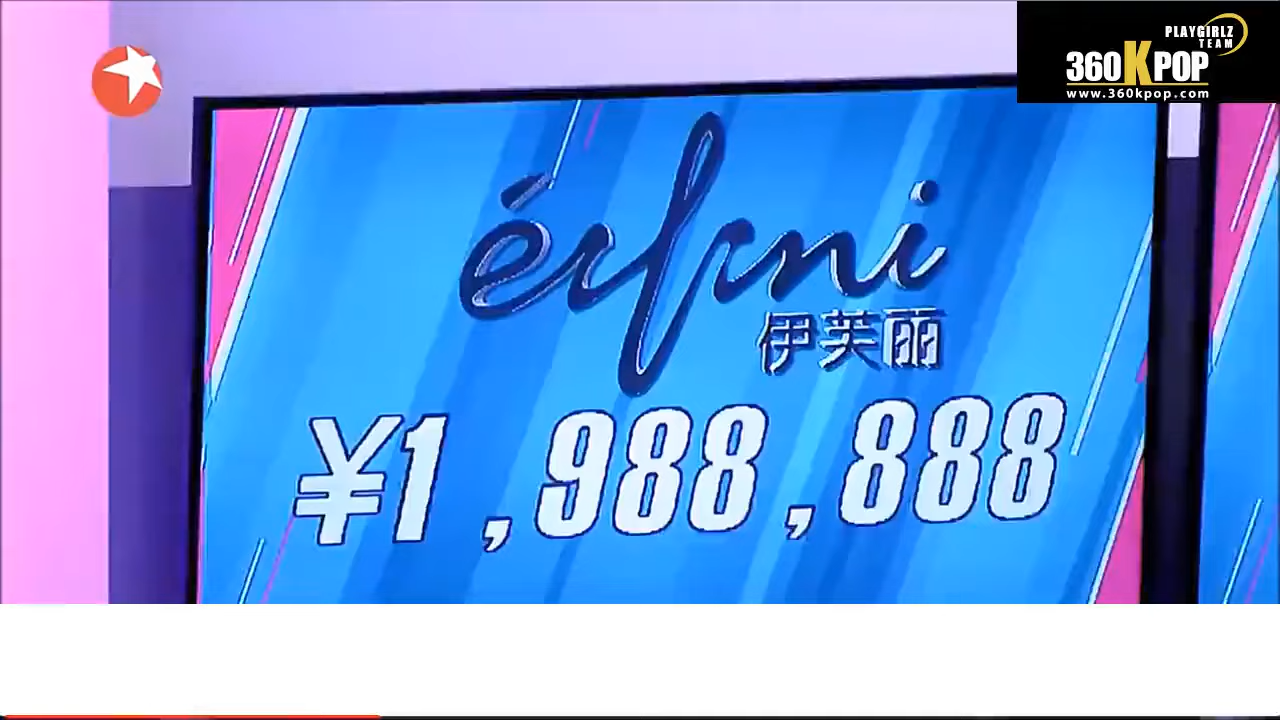 PLAYGIRLZ
TEAM
360KPOP
www.360kpop.com
éifini
伊芙丽
¥1,988,888